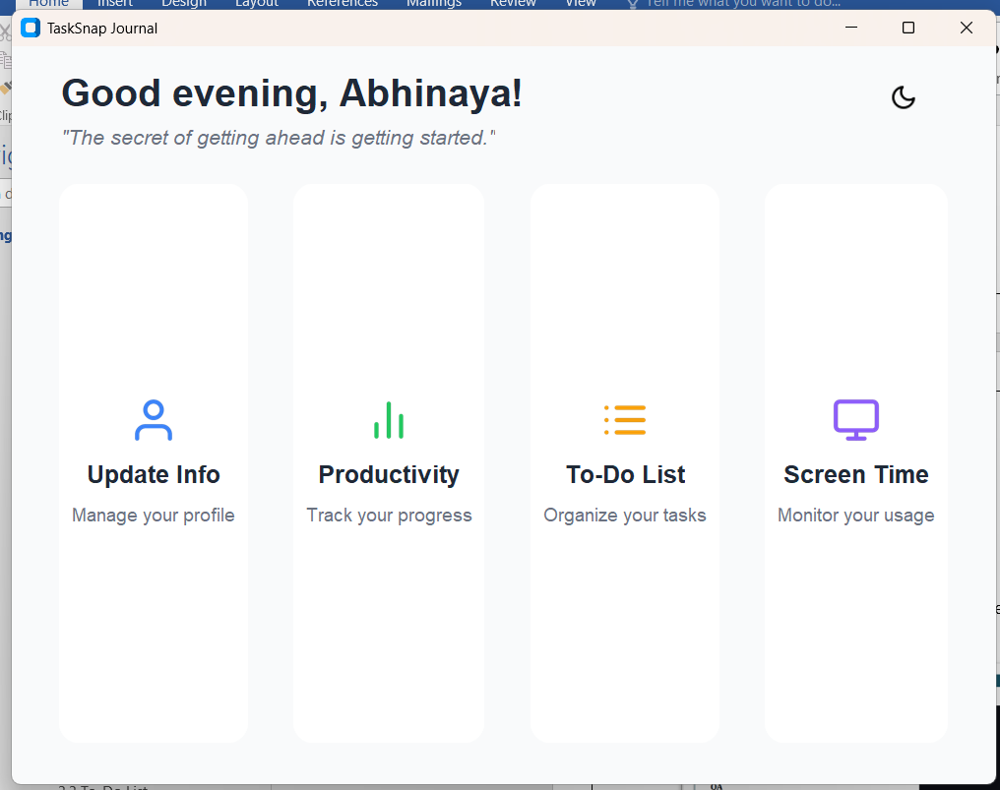 Home Insert Design Layout References Mailings Review View Tell me what you want to do...
TaskSnap Journal
Good evening, Abhinaya!
"The secret of getting ahead is getting started."
Update Info
Manage your profile
Productivity
Track your progress
To-Do List
Organize your tasks
Screen Time
Monitor your usage
2.2 To-Do List